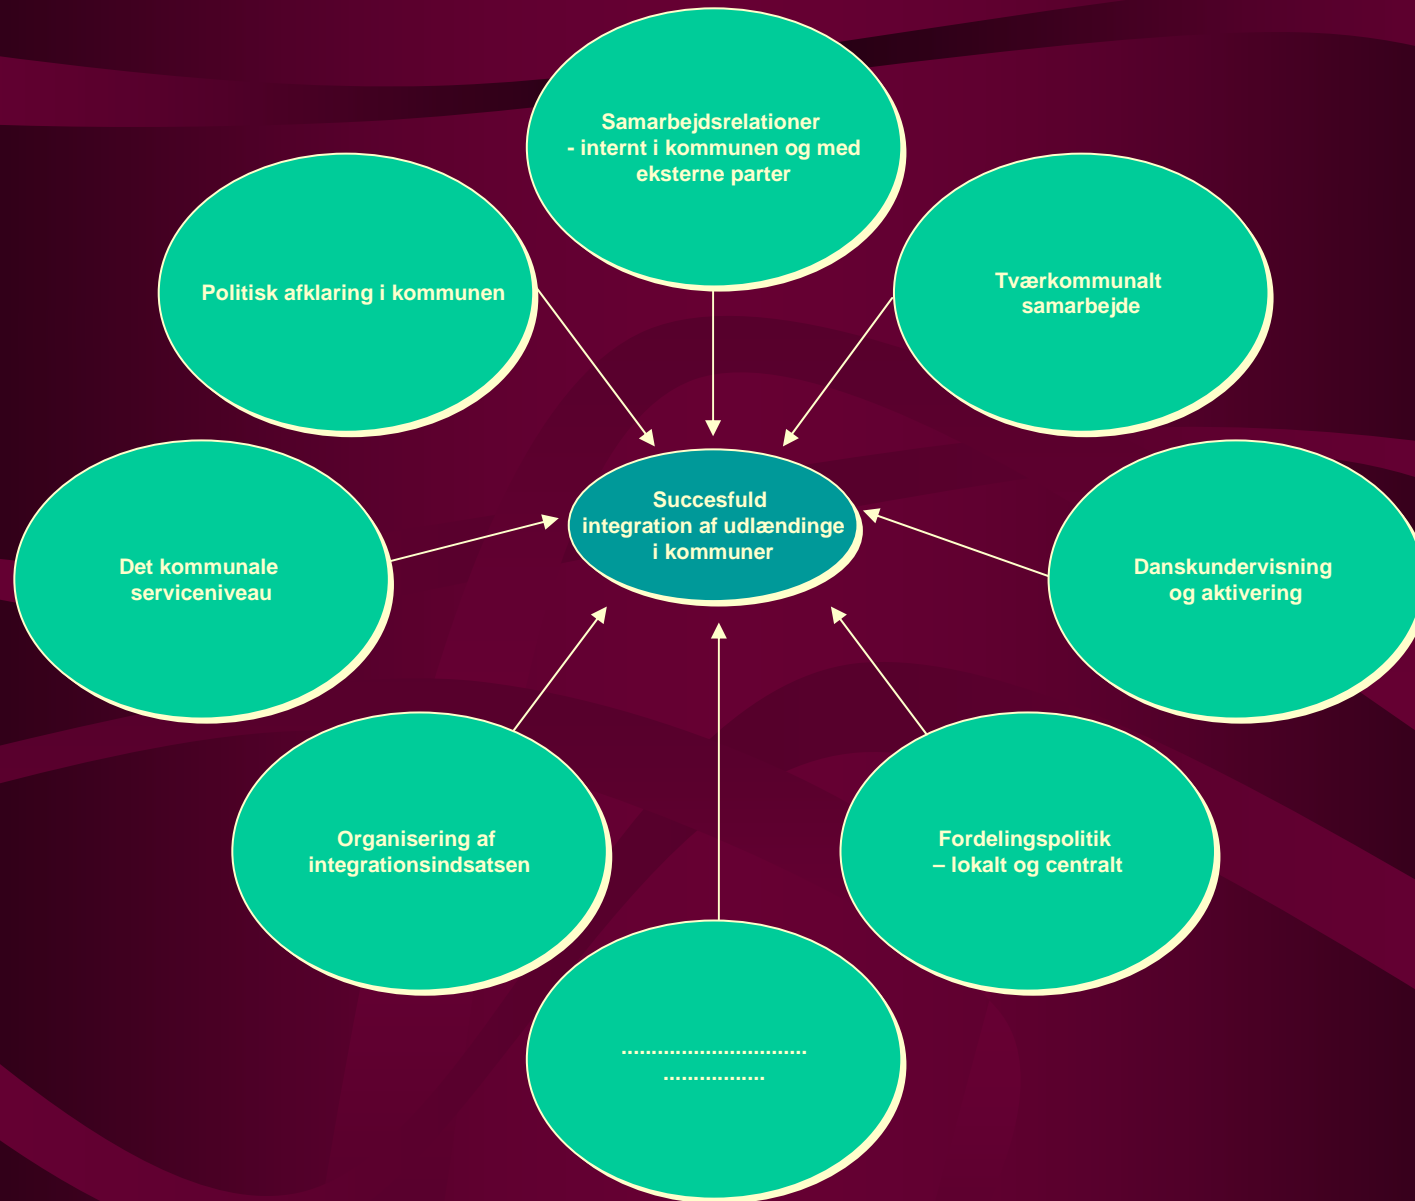 Samarbejdsrelationer
- internt i kommunen og med
eksterne parter
Politisk afklaring i kommunen
Tværkommunalt
samarbejde
Succesfuld
integration af udlændinge
i kommuner
Det kommunale
serviceniveau
Danskundervisning
og aktivering
Organisering af
integrationsindsatsen
Fordelingspolitik
– lokalt og centralt
...............................
.................